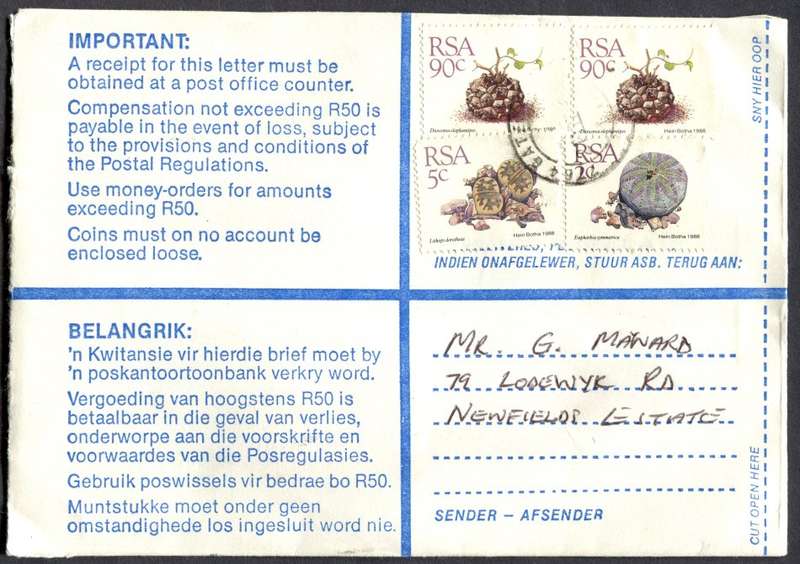 IMPORTANT:
A receipt for this letter must be
obtained at a post office counter.
Compensation not exceeding R50 is
payable in the event of loss, subject
to the provisions and conditions of
the Postal Regulations.
Use money-orders for amounts
exceeding R50.
Coins must on no account be
enclosed loose.
RSA
90c
RSA
90c
Hein Botha 1988
RSA
5c
Hein Botha 1988
RSA
2c
Euphorbia symmetrica
Hein Botha 1988
INDIEN ONAFGELEWER, STUUR ASB. TERUG AAN:
SNY HIER OOP
BELANGRIK:
'n Kwitansie vir hierdie brief moet by
'n poskantoortoonbank verkry word.
Vergoeding van hoogstens R50 is
betaalbaar in die geval van verlies,
onderworpe aan die voorskrifte en
voorwaardes van die Posregulasies.
Gebruik poswissels vir bedrae bo R50.
Muntstukke moet onder geen
omstandighede los ingesluit word nie.
MR. G. MAWARD
79 LODEWYK RD
NEWFIELDS ESTATE
SENDER – AFSENDER
CUT OPEN HERE